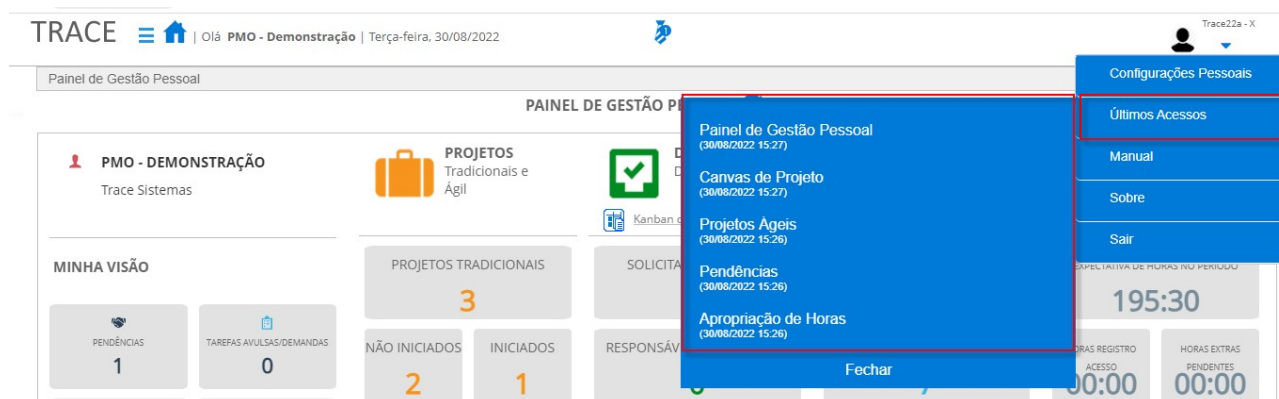 TRACE | Olá PMO - Demonstração | Terça-feira, 30/08/2022
Trace22a - X
Painel de Gestão Pessoal
Configurações Pessoais
Últimos Acessos
Manual
Sobre
Sair
PAINEL DE GESTÃO
Painel de Gestão Pessoal
(30/08/2022 15:27)
Canvas de Projeto
(30/08/2022 15:27)
Projetos Ágeis
(30/08/2022 15:26)
Pendências
(30/08/2022 15:26)
Apropriação de Horas
(30/08/2022 15:26)
Fechar
PMO - DEMONSTRAÇÃO
Trace Sistemas
PROJETOS
Tradicionais e
Ágil
Kanban
MINHA VISÃO
PENDÊNCIAS
1
TAREFAS AVULSAS/DEMANDAS
0
PROJETOS TRADICIONAIS
3
NÃO INICIADOS
2
INICIADOS
1
SOLICITA
RESPONSÁV
EXPECTATIVA DE HORAS NO PERÍODO
195:30
REGISTRO
ACESSO
00:00
HORAS EXTRAS
PENDENTES
00:00